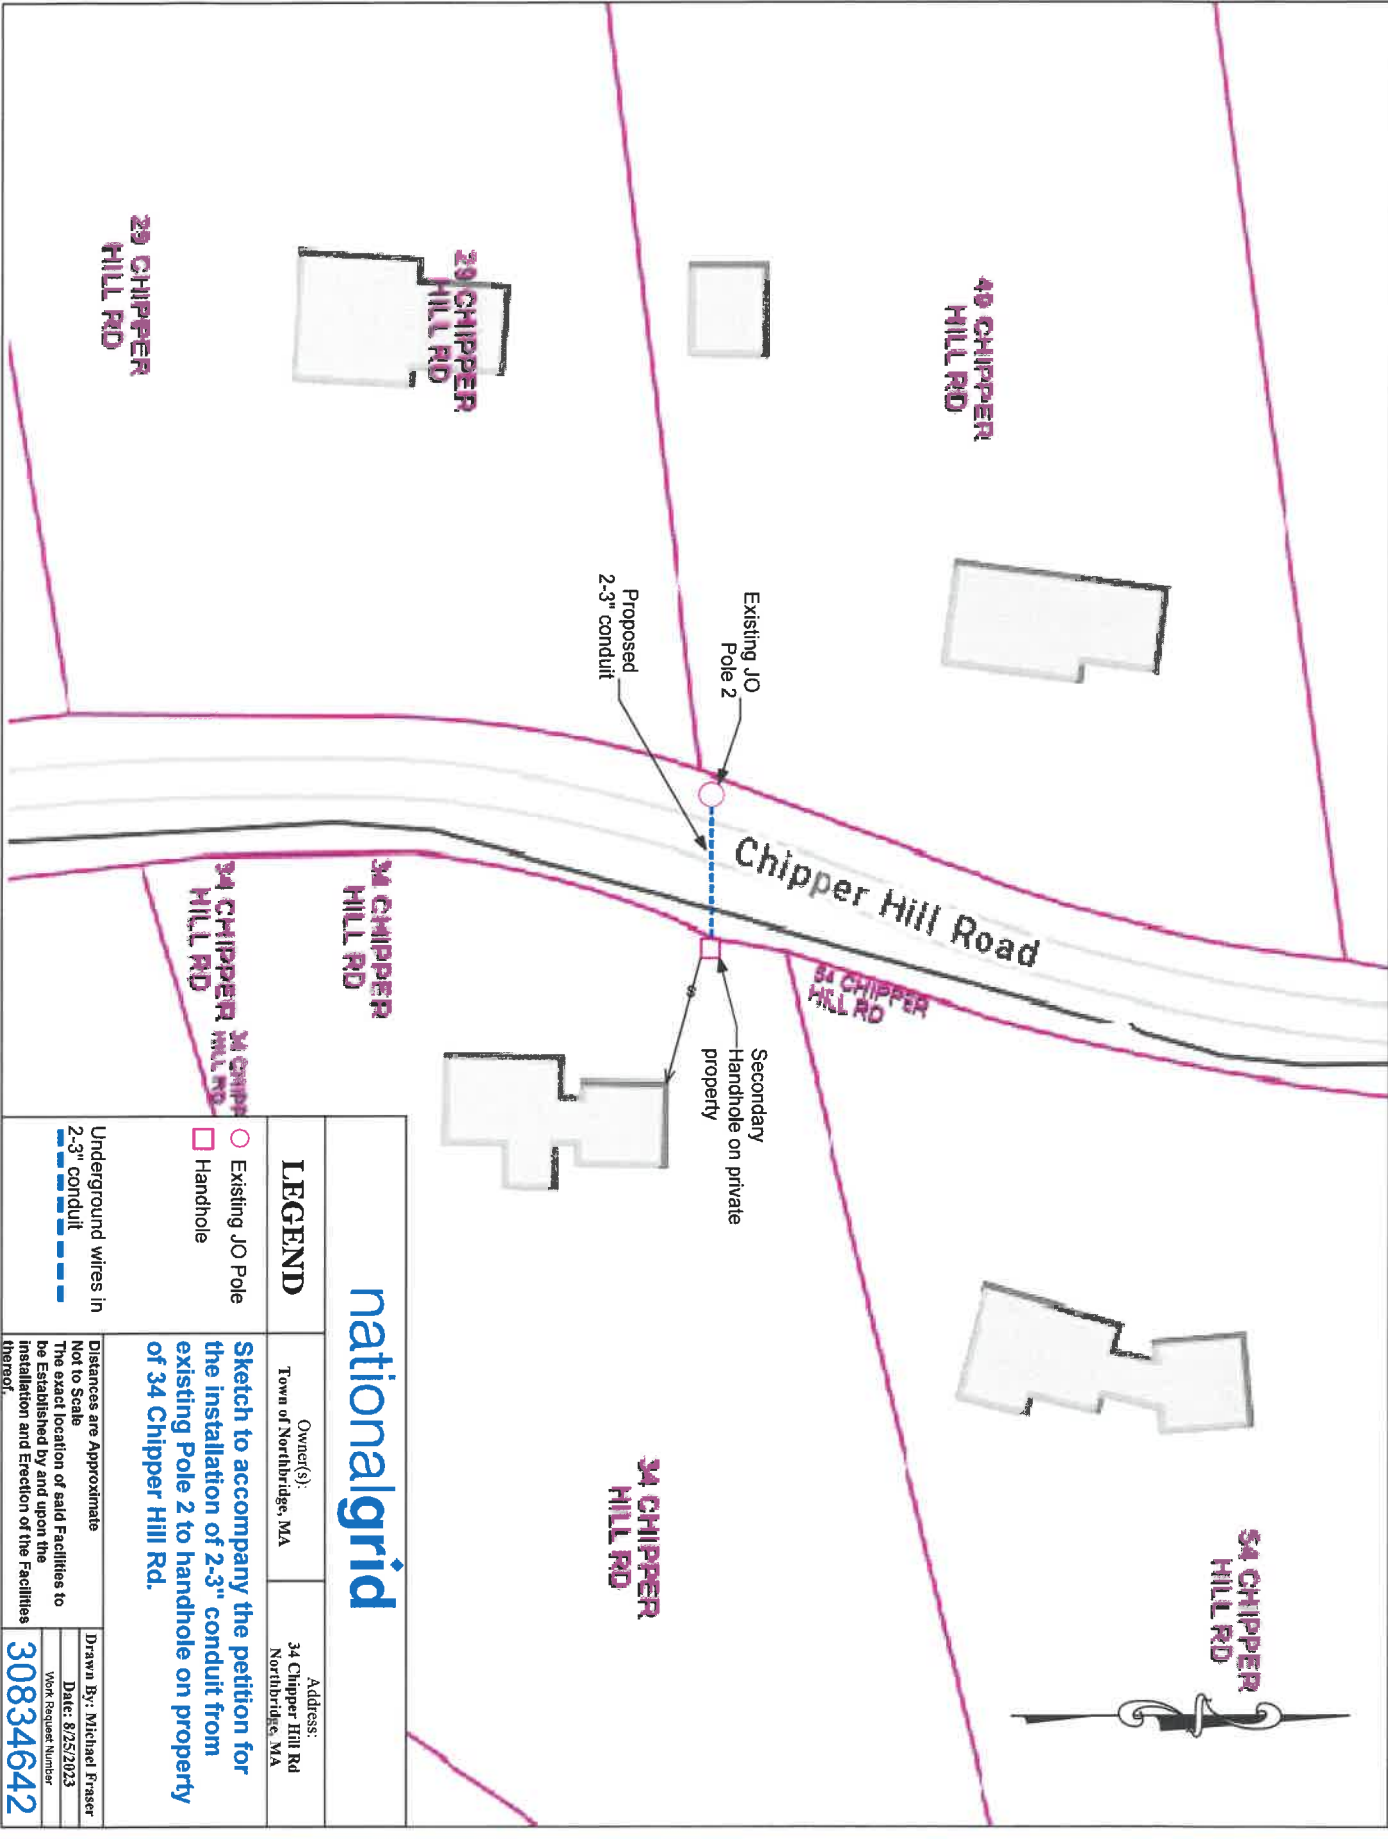 49 CHIPPER
HILL RD
54 CHIPPER
HILL RD
29 CHIPPER
HILL RD
29 CHIPPER
HILL RD
Existing JO
Pole 2
Proposed
2-3" conduit
Chipper Hill Road
54 CHIPPER
HILL RD
Secondary
Handhole on private
property
S
34 CHIPPER
HILL RD
34 CHIPPER
HILL RD
34 CHIPP
HILL RD
34 CHIPPER
HILL RD
nationalgrid
LEGEND
Existing JO Pole
Handhole
Underground wires in
2-3" conduit
Owner(s):
Town of Northbridge, MA
Address:
34 Chipper Hill Rd
Northbridge, MA
Sketch to accompany the petition for
the installation of 2-3" conduit from
existing Pole 2 to handhole on property
of 34 Chipper Hill Rd.
Distances are Approximate
Not to Scale
The exact location of said Facilities to
be Established by and upon the
installation and Erection of the Facilities
thereof.
Drawn By: Michael Fraser
Date: 8/25/2023
Work Request Number
30834642